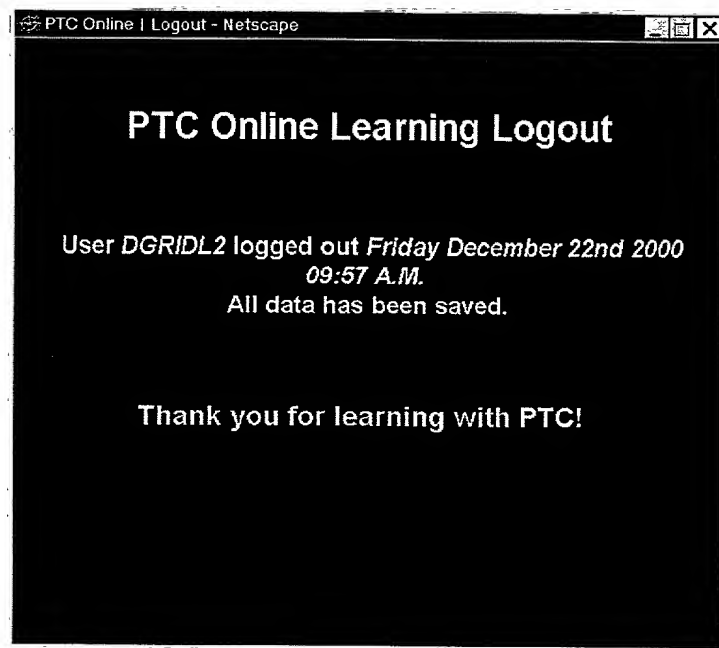 PTC Online | Logout - Netscape
PTC Online Learning Logout
User DGRIDL2 logged out Friday December 22nd 2000
09:57 A.M.
All data has been saved.
Thank you for learning with PTC!